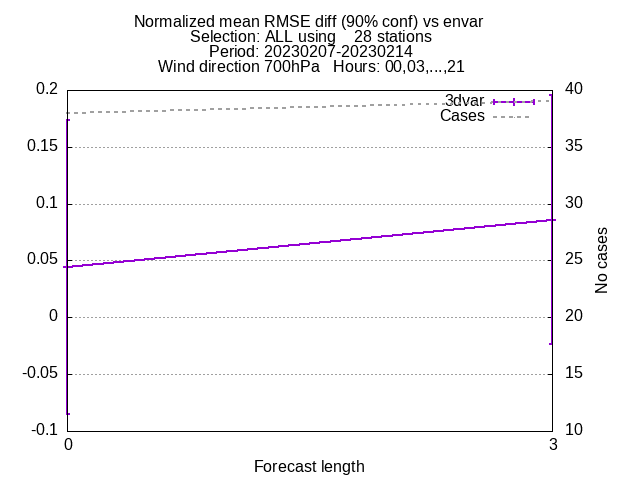 Normalized mean RMSE diff (90% conf) vs envar
Selection: ALL using    28 stations
Period: 20230207-20230214
Wind direction 700hPa   Hours: 00,03,...,21
3dvar
Cases
0.2
0.15
0.1
0.05
0
-0.05
-0.1
40
35
30
25
20
15
10
No cases
0
3
Forecast length